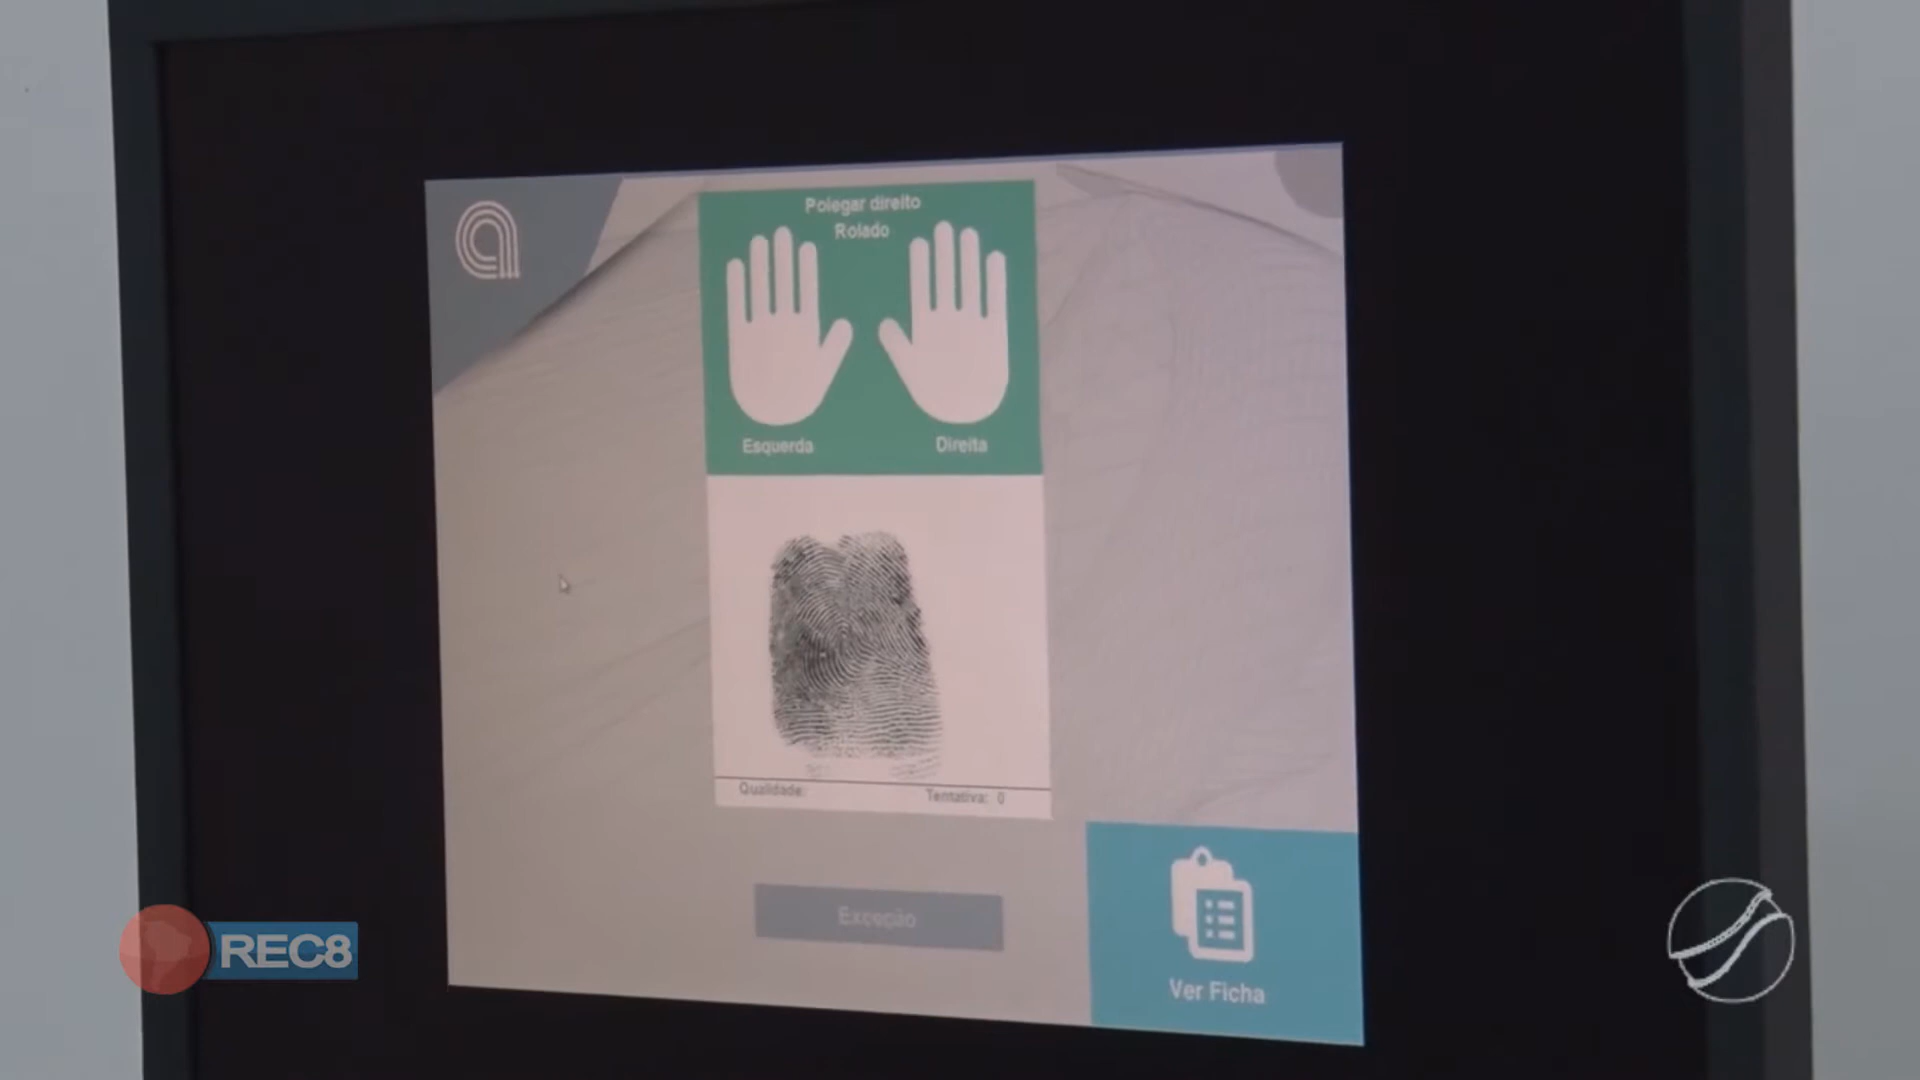 Polegar direito
Rolado
Esquerda
Direita
Qualidade:
Tentativa: 0
Exceção
Ver Ficha
REC8